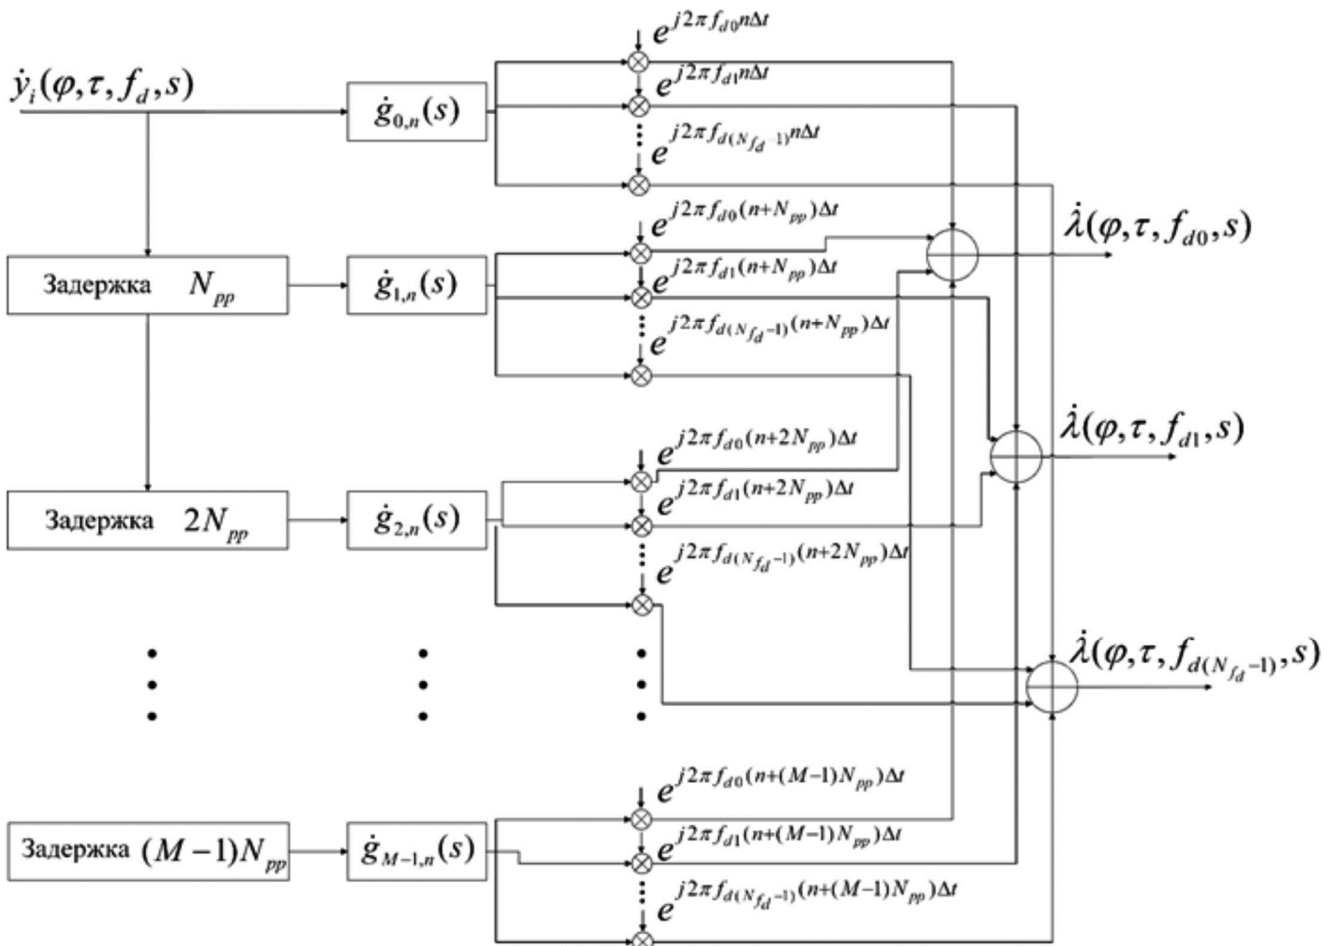 ẏᵢ(φ,τ,f_d,s)
ġ_{0,n}(s)
e^{j2πf_{d0}nΔt}
e^{j2πf_{d1}nΔt}
e^{j2πf_{d(N_{f_d}-1)}nΔt}
Задержка N_{pp}
ġ_{1,n}(s)
e^{j2πf_{d0}(n+N_{pp})Δt}
e^{j2πf_{d1}(n+N_{pp})Δt}
e^{j2πf_{d(N_{f_d}-1)}(n+N_{pp})Δt}
λ̇(φ,τ,f_{d0},s)
Задержка 2N_{pp}
ġ_{2,n}(s)
e^{j2πf_{d0}(n+2N_{pp})Δt}
e^{j2πf_{d1}(n+2N_{pp})Δt}
e^{j2πf_{d(N_{f_d}-1)}(n+2N_{pp})Δt}
λ̇(φ,τ,f_{d1},s)
λ̇(φ,τ,f_{d(N_{f_d}-1)},s)
Задержка (M-1)N_{pp}
ġ_{M-1,n}(s)
e^{j2πf_{d0}(n+(M-1)N_{pp})Δt}
e^{j2πf_{d1}(n+(M-1)N_{pp})Δt}
e^{j2πf_{d(N_{f_d}-1)}(n+(M-1)N_{pp})Δt}